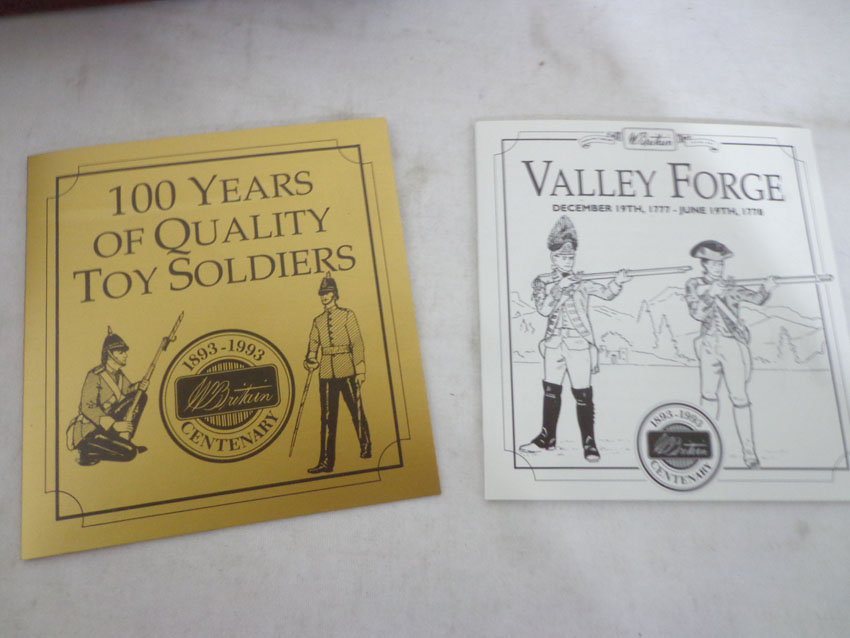 100 YEARS
OF QUALITY
TOY SOLDIERS
1893-1993
W Britain
CENTENARY
W Britain
VALLEY FORGE
DECEMBER 19TH, 1777 - JUNE 19TH, 1778
1893-1993
W Britain
CENTENARY